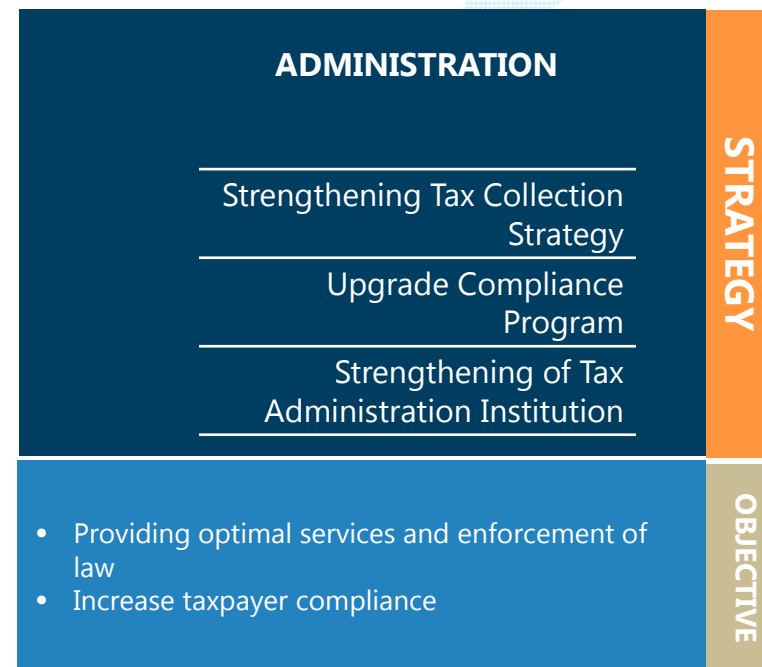 ADMINISTRATION
Strengthening Tax Collection
Strategy
Upgrade Compliance
Program
Strengthening of Tax
Administration Institution
STRATEGY
• Providing optimal services and enforcement of
law
• Increase taxpayer compliance
OBJECTIVE